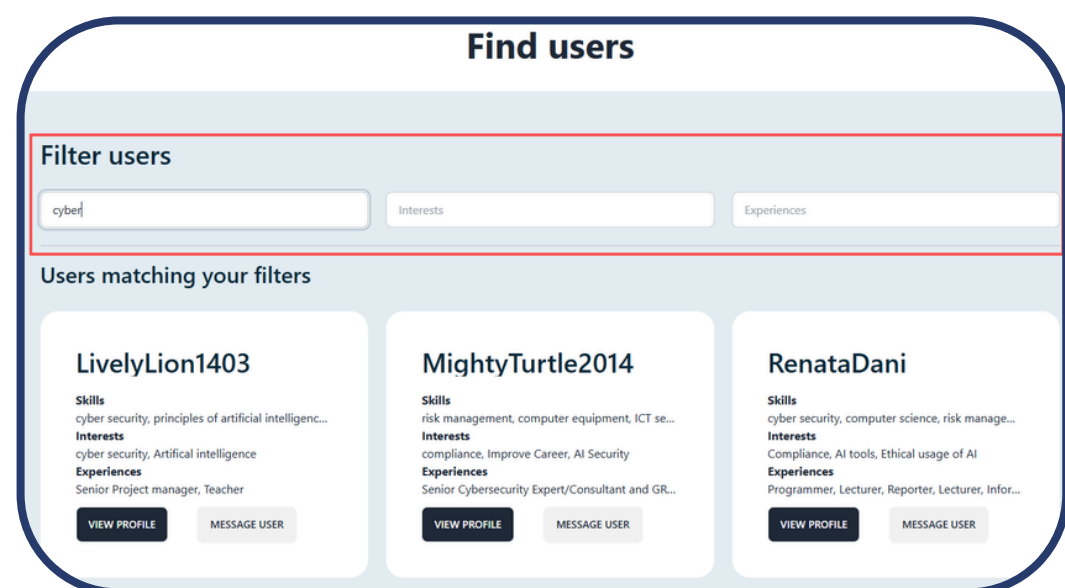 Find users
Filter users
cyber
Interests
Experiences
Users matching your filters
LivelyLion1403
Skills
cyber security, principles of artificial intelligenc...
Interests
cyber security, Artifical intelligence
Experiences
Senior Project manager, Teacher
VIEW PROFILE
MESSAGE USER
MightyTurtle2014
Skills
risk management, computer equipment, ICT se...
Interests
compliance, Improve Career, AI Security
Experiences
Senior Cybersecurity Expert/Consultant and GR...
VIEW PROFILE
MESSAGE USER
RenataDani
Skills
cyber security, computer science, risk manage...
Interests
Compliance, AI tools, Ethical usage of AI
Experiences
Programmer, Lecturer, Reporter, Lecturer, Infor...
VIEW PROFILE
MESSAGE USER